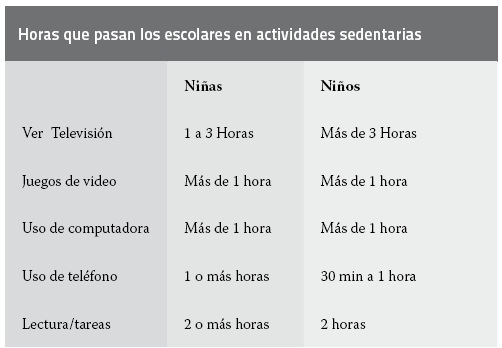 Horas que pasan los escolares en actividades sedentarias
Niñas Niños
Ver Televisión 1 a 3 Horas Más de 3 Horas
Juegos de video Más de 1 hora Más de 1 hora
Uso de computadora Más de 1 hora Más de 1 hora
Uso de teléfono 1 o más horas 30 min a 1 hora
Lectura/tareas 2 o más horas 2 horas